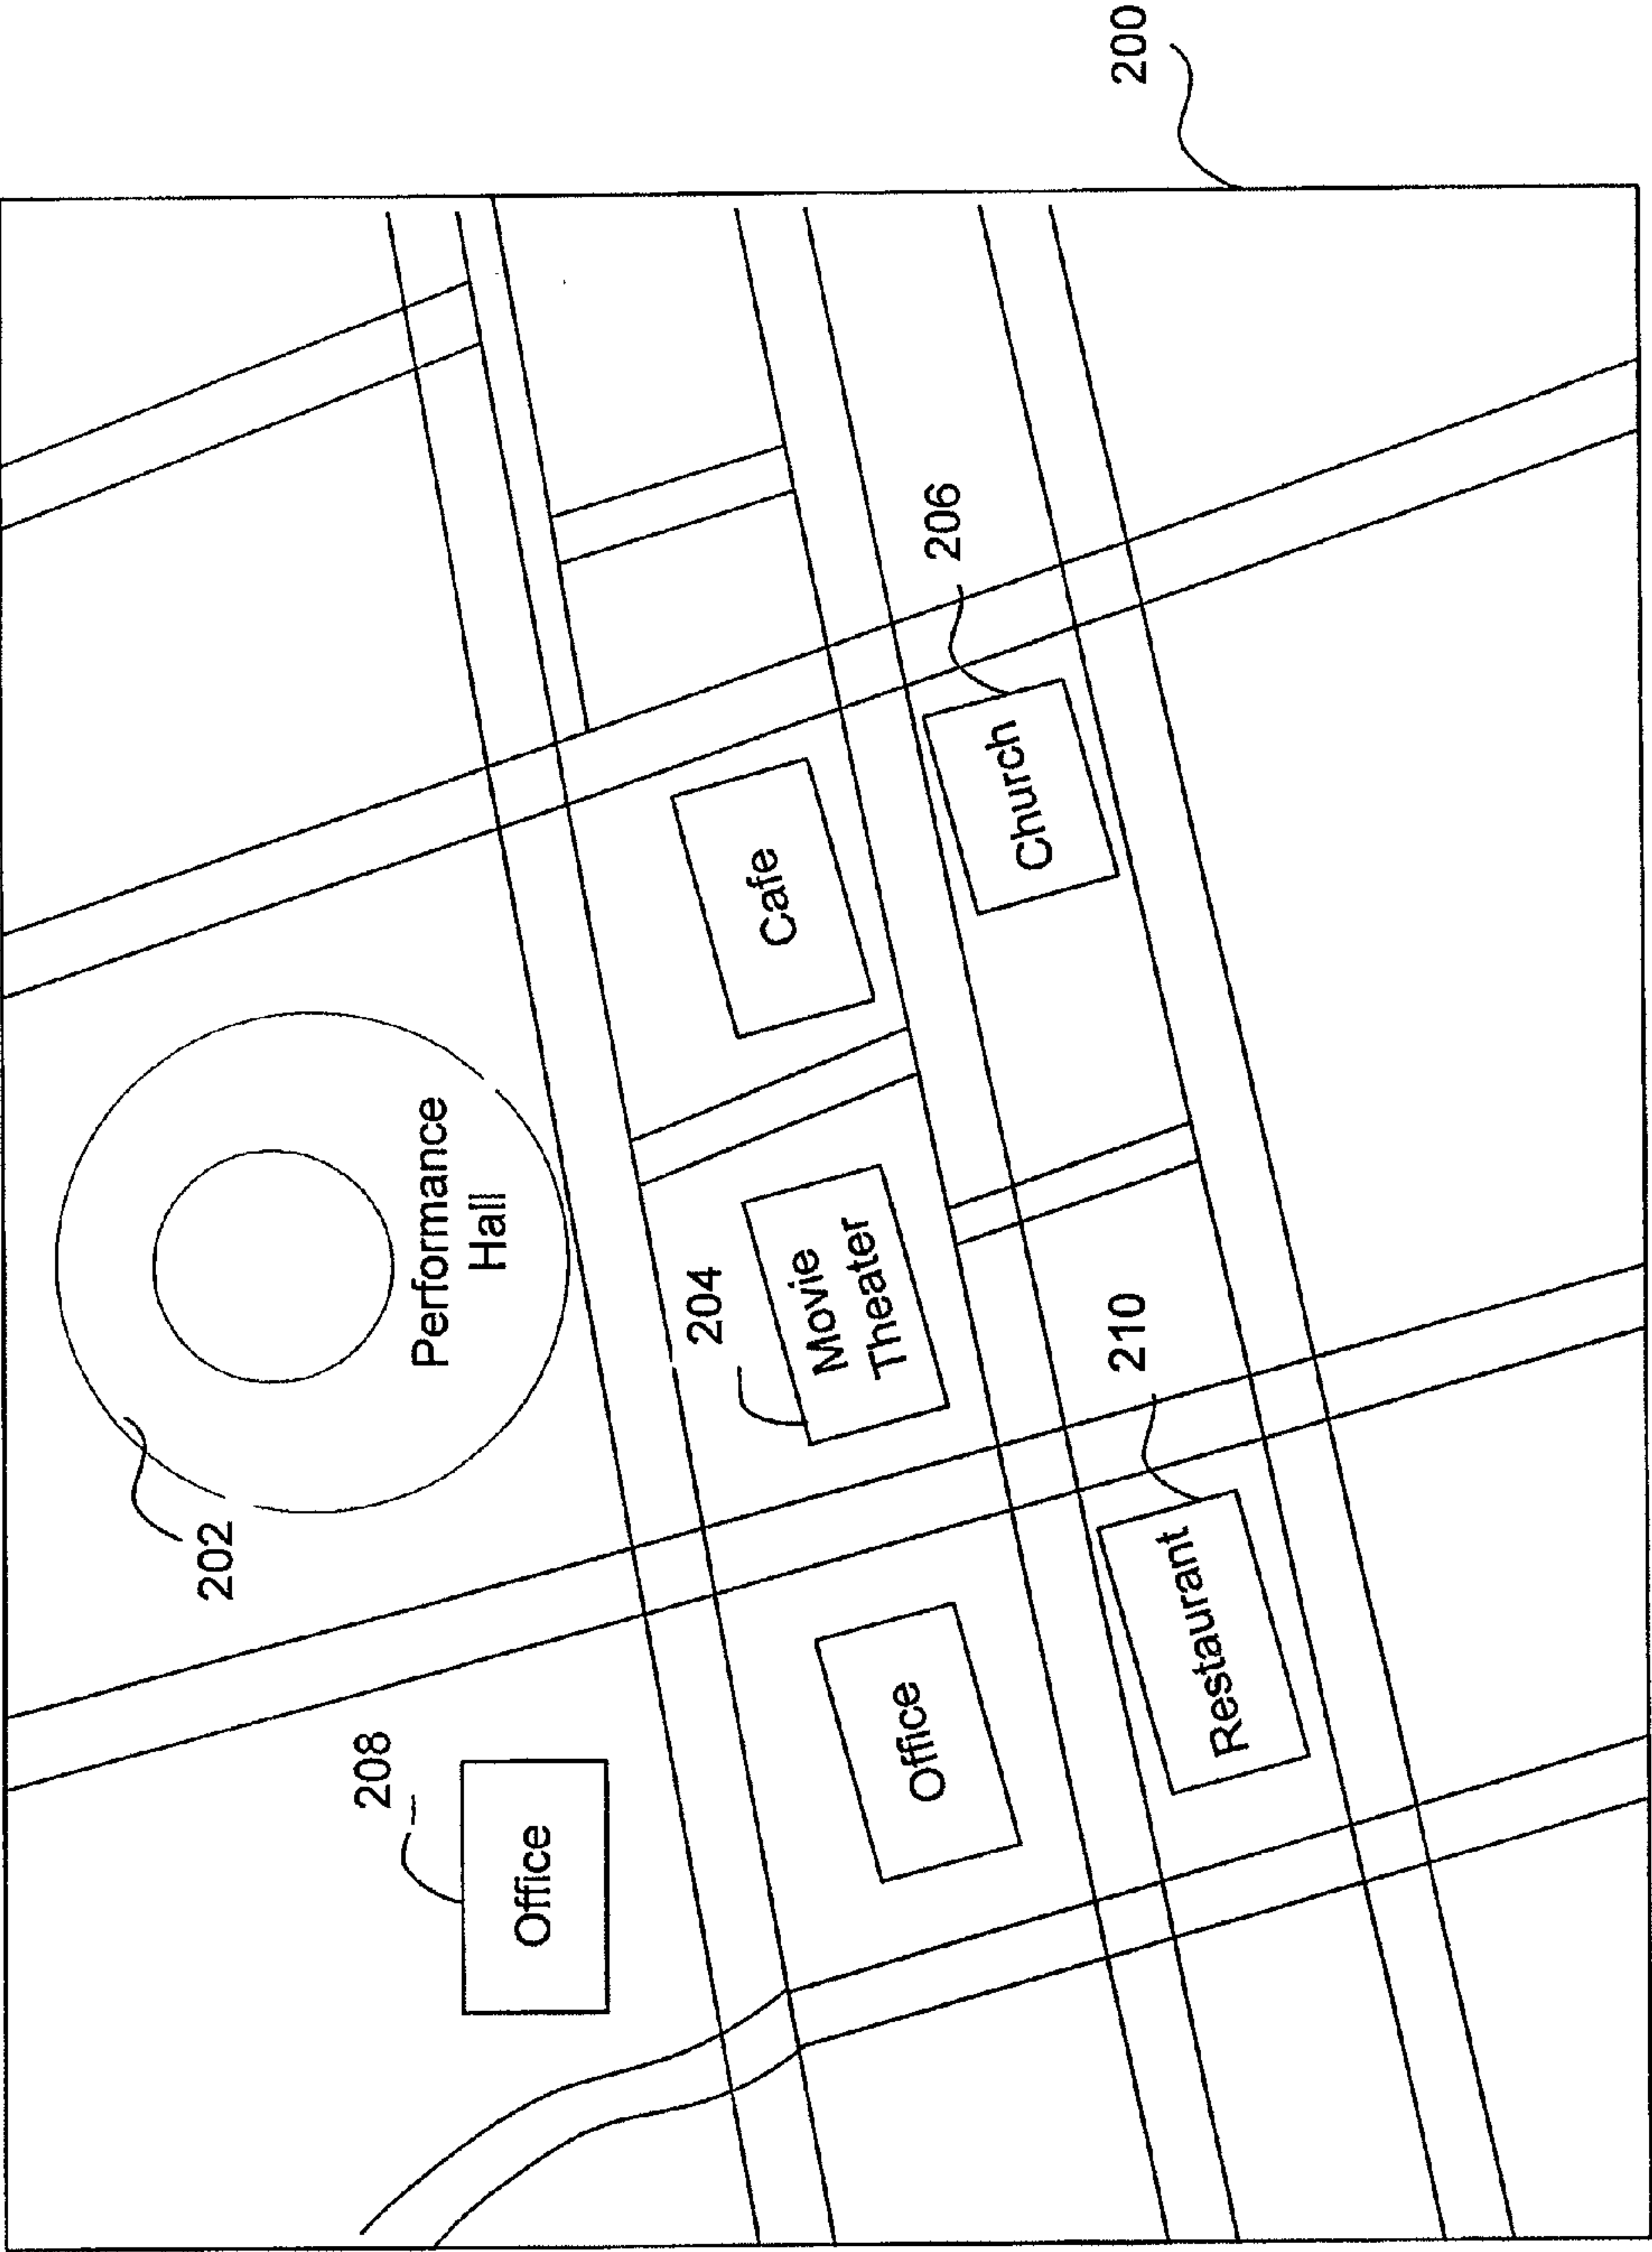 200
202
Performance
Hall
208
Office
204
Movie
Theater
Cafe
206
Church
Office
210
Restaurant